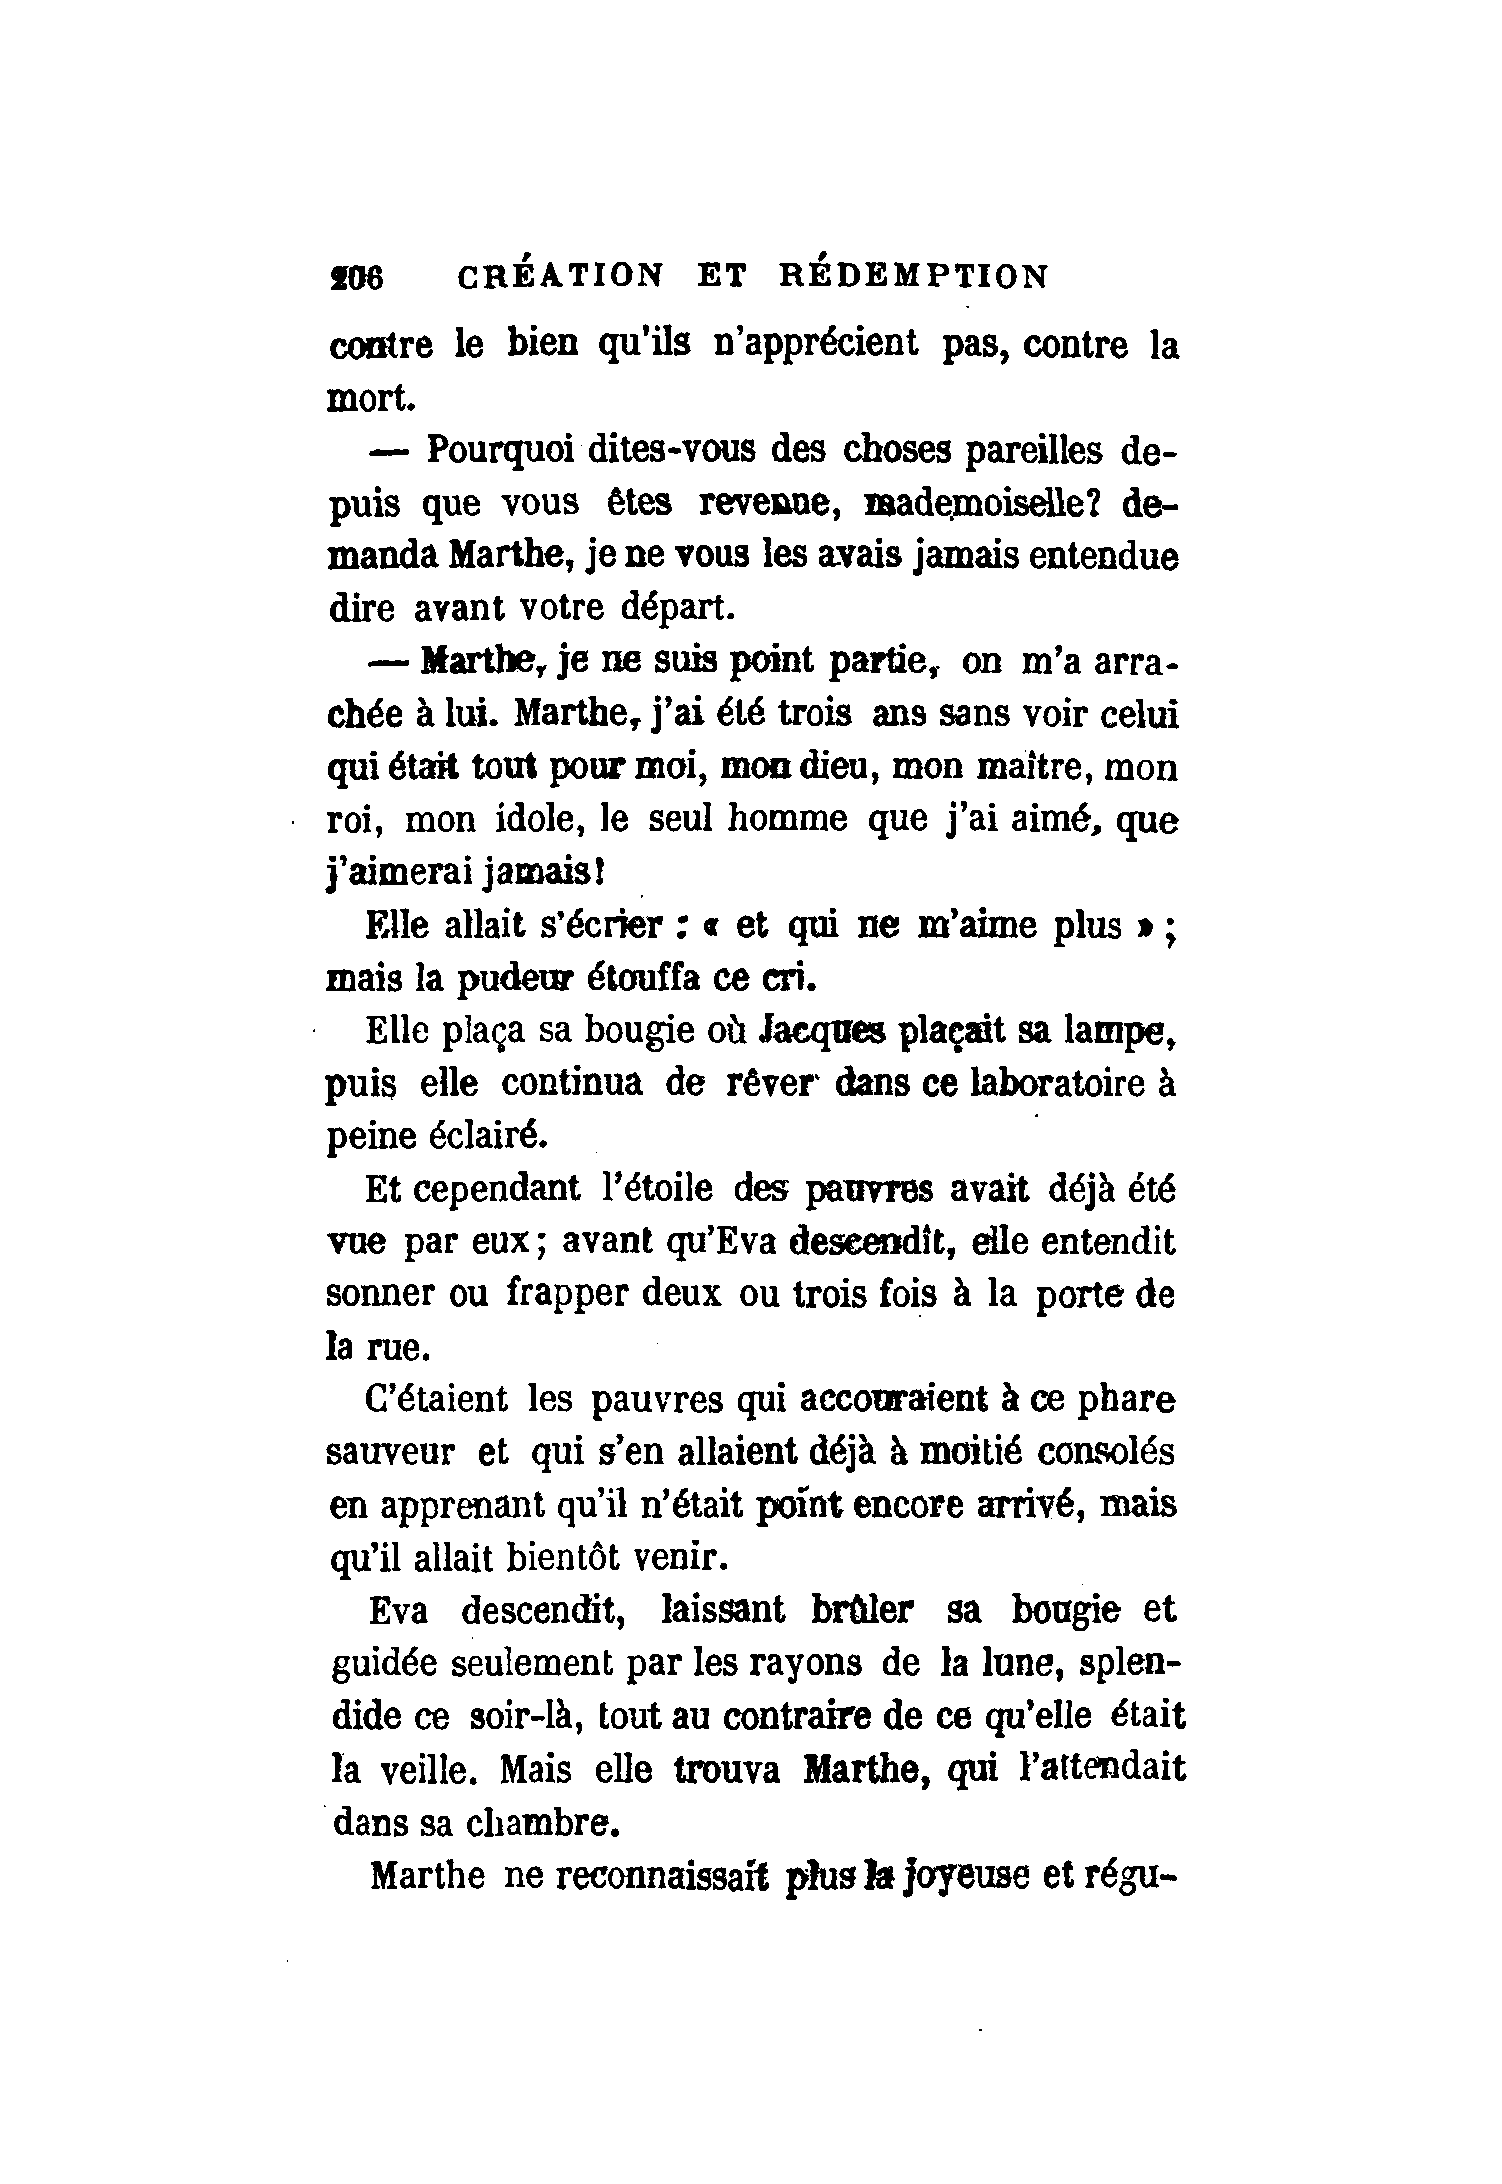 206 CRÉATION ET RÉDEMPTION
contre le bien qu'ils n'apprécient pas, contre la
mort.
— Pourquoi dites-vous des choses pareilles de-
puis que vous êtes revenue, mademoiselle? de-
manda Marthe, je ne vous les avais jamais entendue
dire avant votre départ.
— Marthe, je ne suis point partie, on m'a arra-
chée à lui. Marthe, j'ai été trois ans sans voir celui
qui était tout pour moi, mon dieu, mon maître, mon
roi, mon idole, le seul homme que j'ai aimé, que
j'aimerai jamais!
Elle allait s'écrier : « et qui ne m'aime plus » ;
mais la pudeur étouffa ce cri.
Elle plaça sa bougie où Jacques plaçait sa lampe,
puis elle continua de rêver dans ce laboratoire à
peine éclairé.
Et cependant l'étoile des pauvres avait déjà été
vue par eux; avant qu'Eva descendît, elle entendit
sonner ou frapper deux ou trois fois à la porte de
la rue.
C'étaient les pauvres qui accouraient à ce phare
sauveur et qui s'en allaient déjà à moitié consolés
en apprenant qu'il n'était point encore arrivé, mais
qu'il allait bientôt venir.
Eva descendit, laissant brûler sa bougie et
guidée seulement par les rayons de la lune, splen-
dide ce soir-là, tout au contraire de ce qu'elle était
la veille. Mais elle trouva Marthe, qui l'attendait
dans sa chambre.
Marthe ne reconnaissait plus la joyeuse et régu-